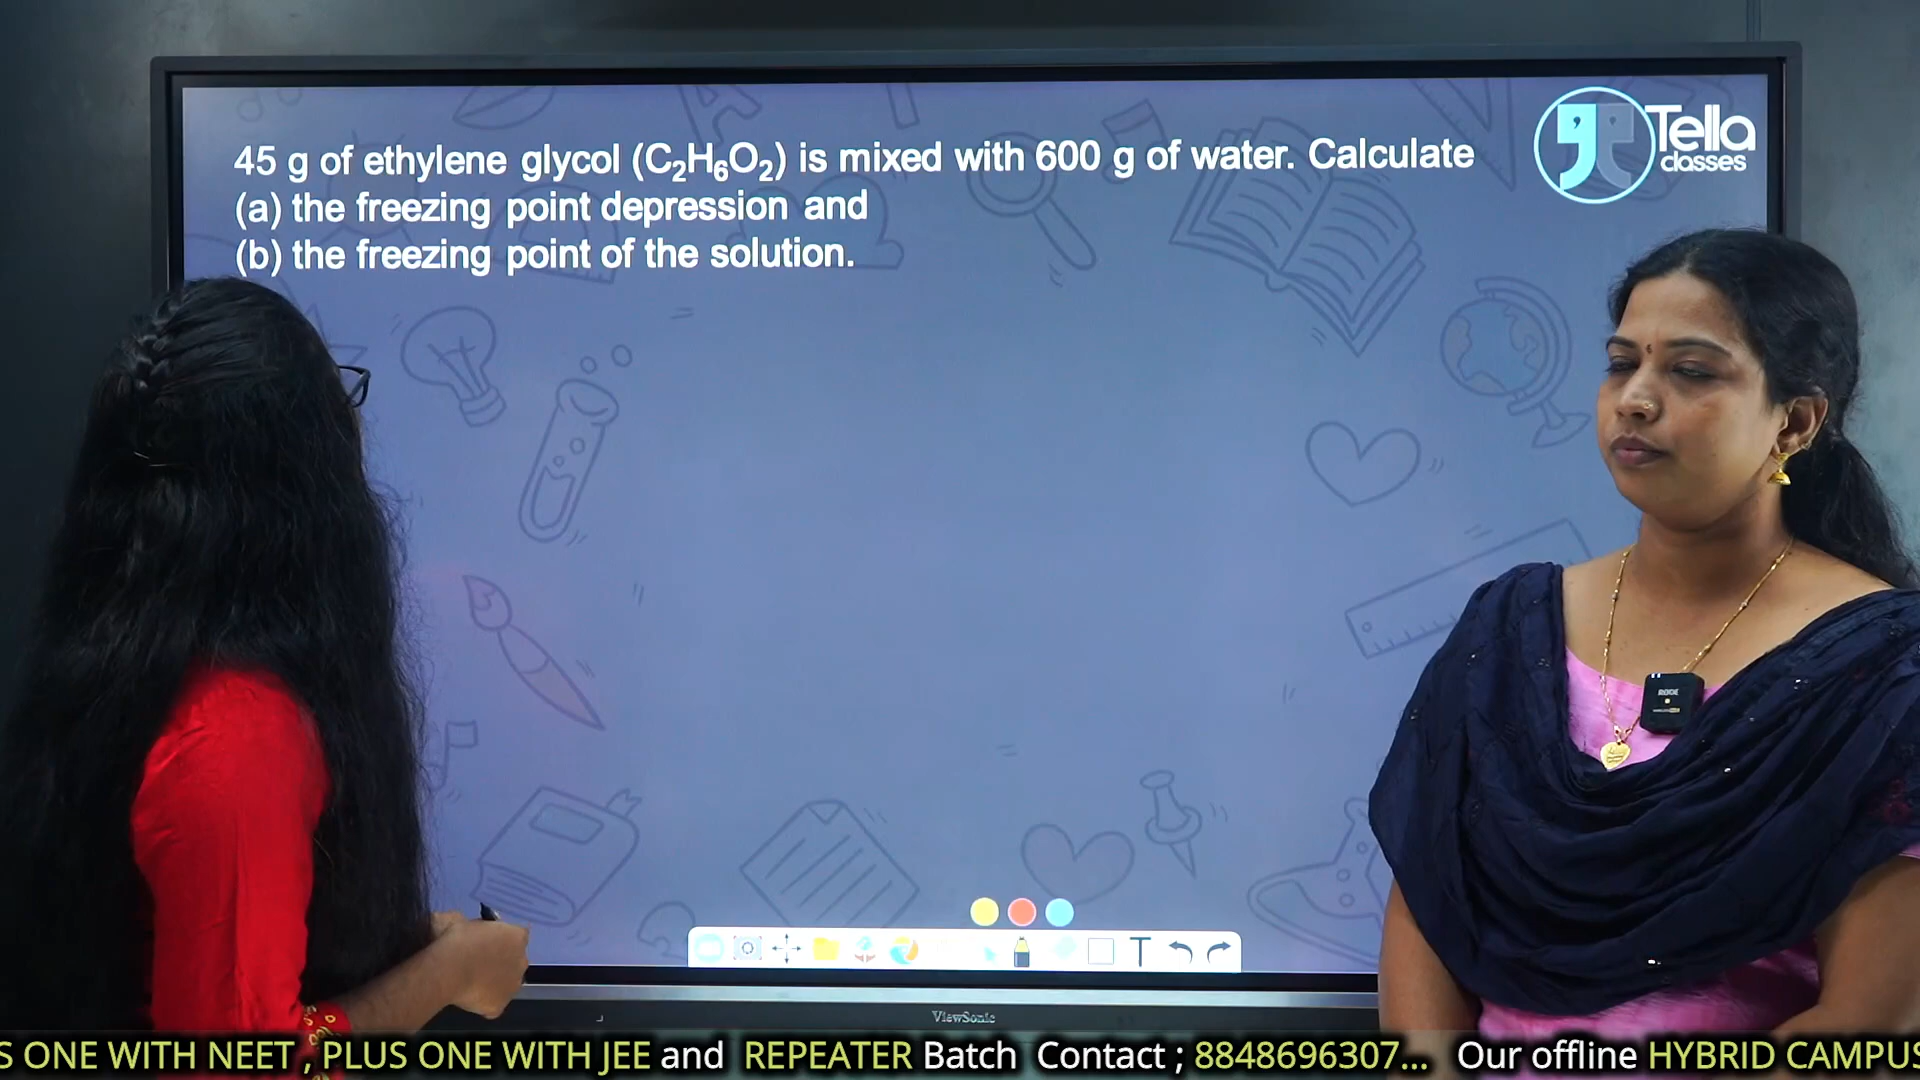 45 g of ethylene glycol (C₂H₆O₂) is mixed with 600 g of water. Calculate
(a) the freezing point depression and
(b) the freezing point of the solution.
Tella
classes
RØDE
T
ViewSonic
S ONE WITH NEET , PLUS ONE WITH JEE and REPEATER Batch Contact ; 8848696307... Our offline HYBRID CAMPUS